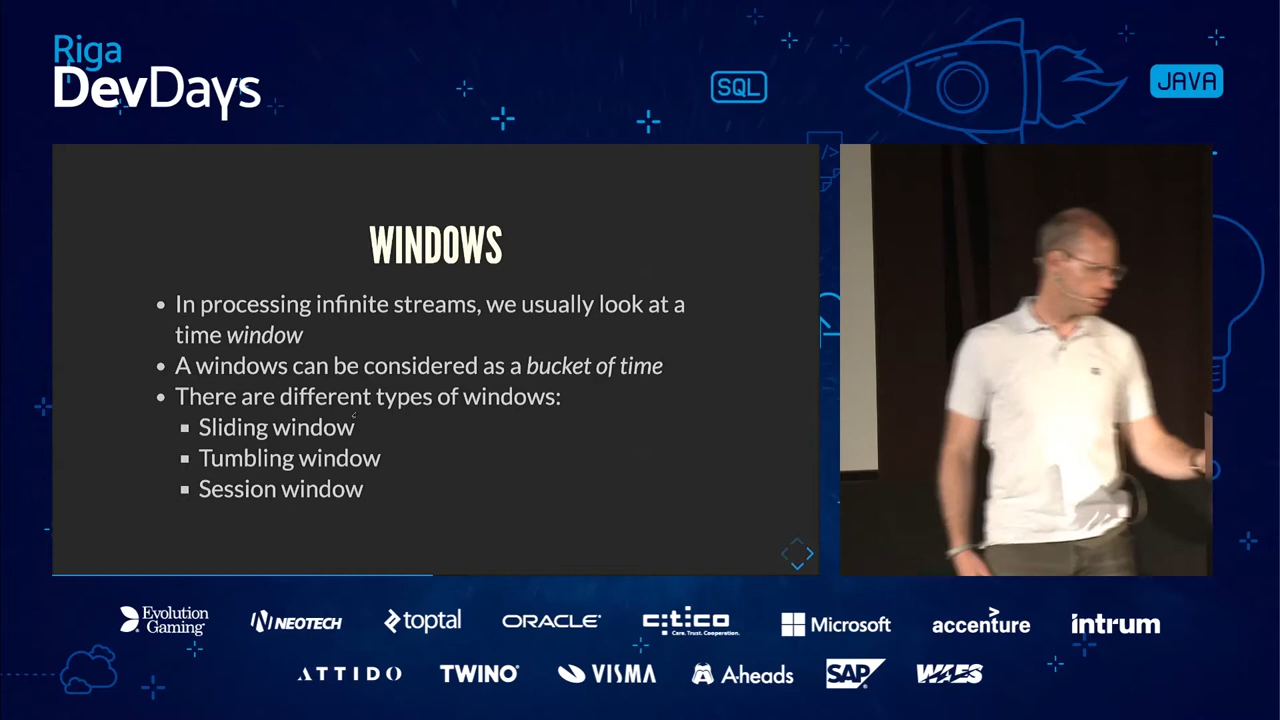 Riga
DevDays
SQL
JAVA
</>
WINDOWS
• In processing infinite streams, we usually look at a
time window
• A windows can be considered as a bucket of time
• There are different types of windows:
▪ Sliding window
▪ Tumbling window
▪ Session window
Evolution
Gaming
NEOTECH
toptal
ORACLE
citico
Care. Trust. Cooperation.
Microsoft
accenture
intrum
ATTIDO
TWINO
VISMA
A-heads
SAP
WAES